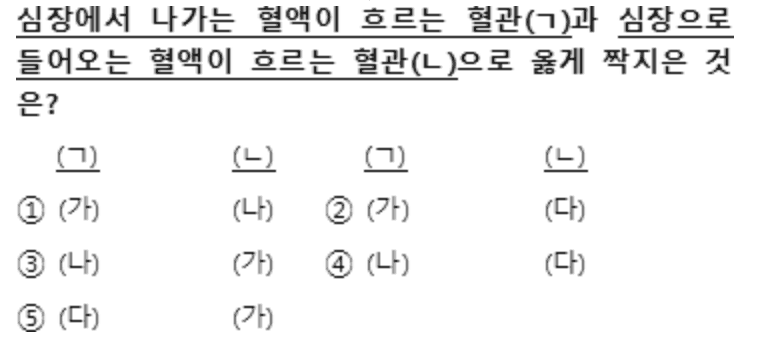 심장에서 나가는 혈액이 흐르는 혈관(ㄱ)과 심장으로
들어오는 혈액이 흐르는 혈관(ㄴ)으로 옳게 짝지은 것
은?
(ㄱ) (ㄴ) (ㄱ) (ㄴ)
① (가) (나) ② (가) (다)
③ (나) (가) ④ (나) (다)
⑤ (다) (가)